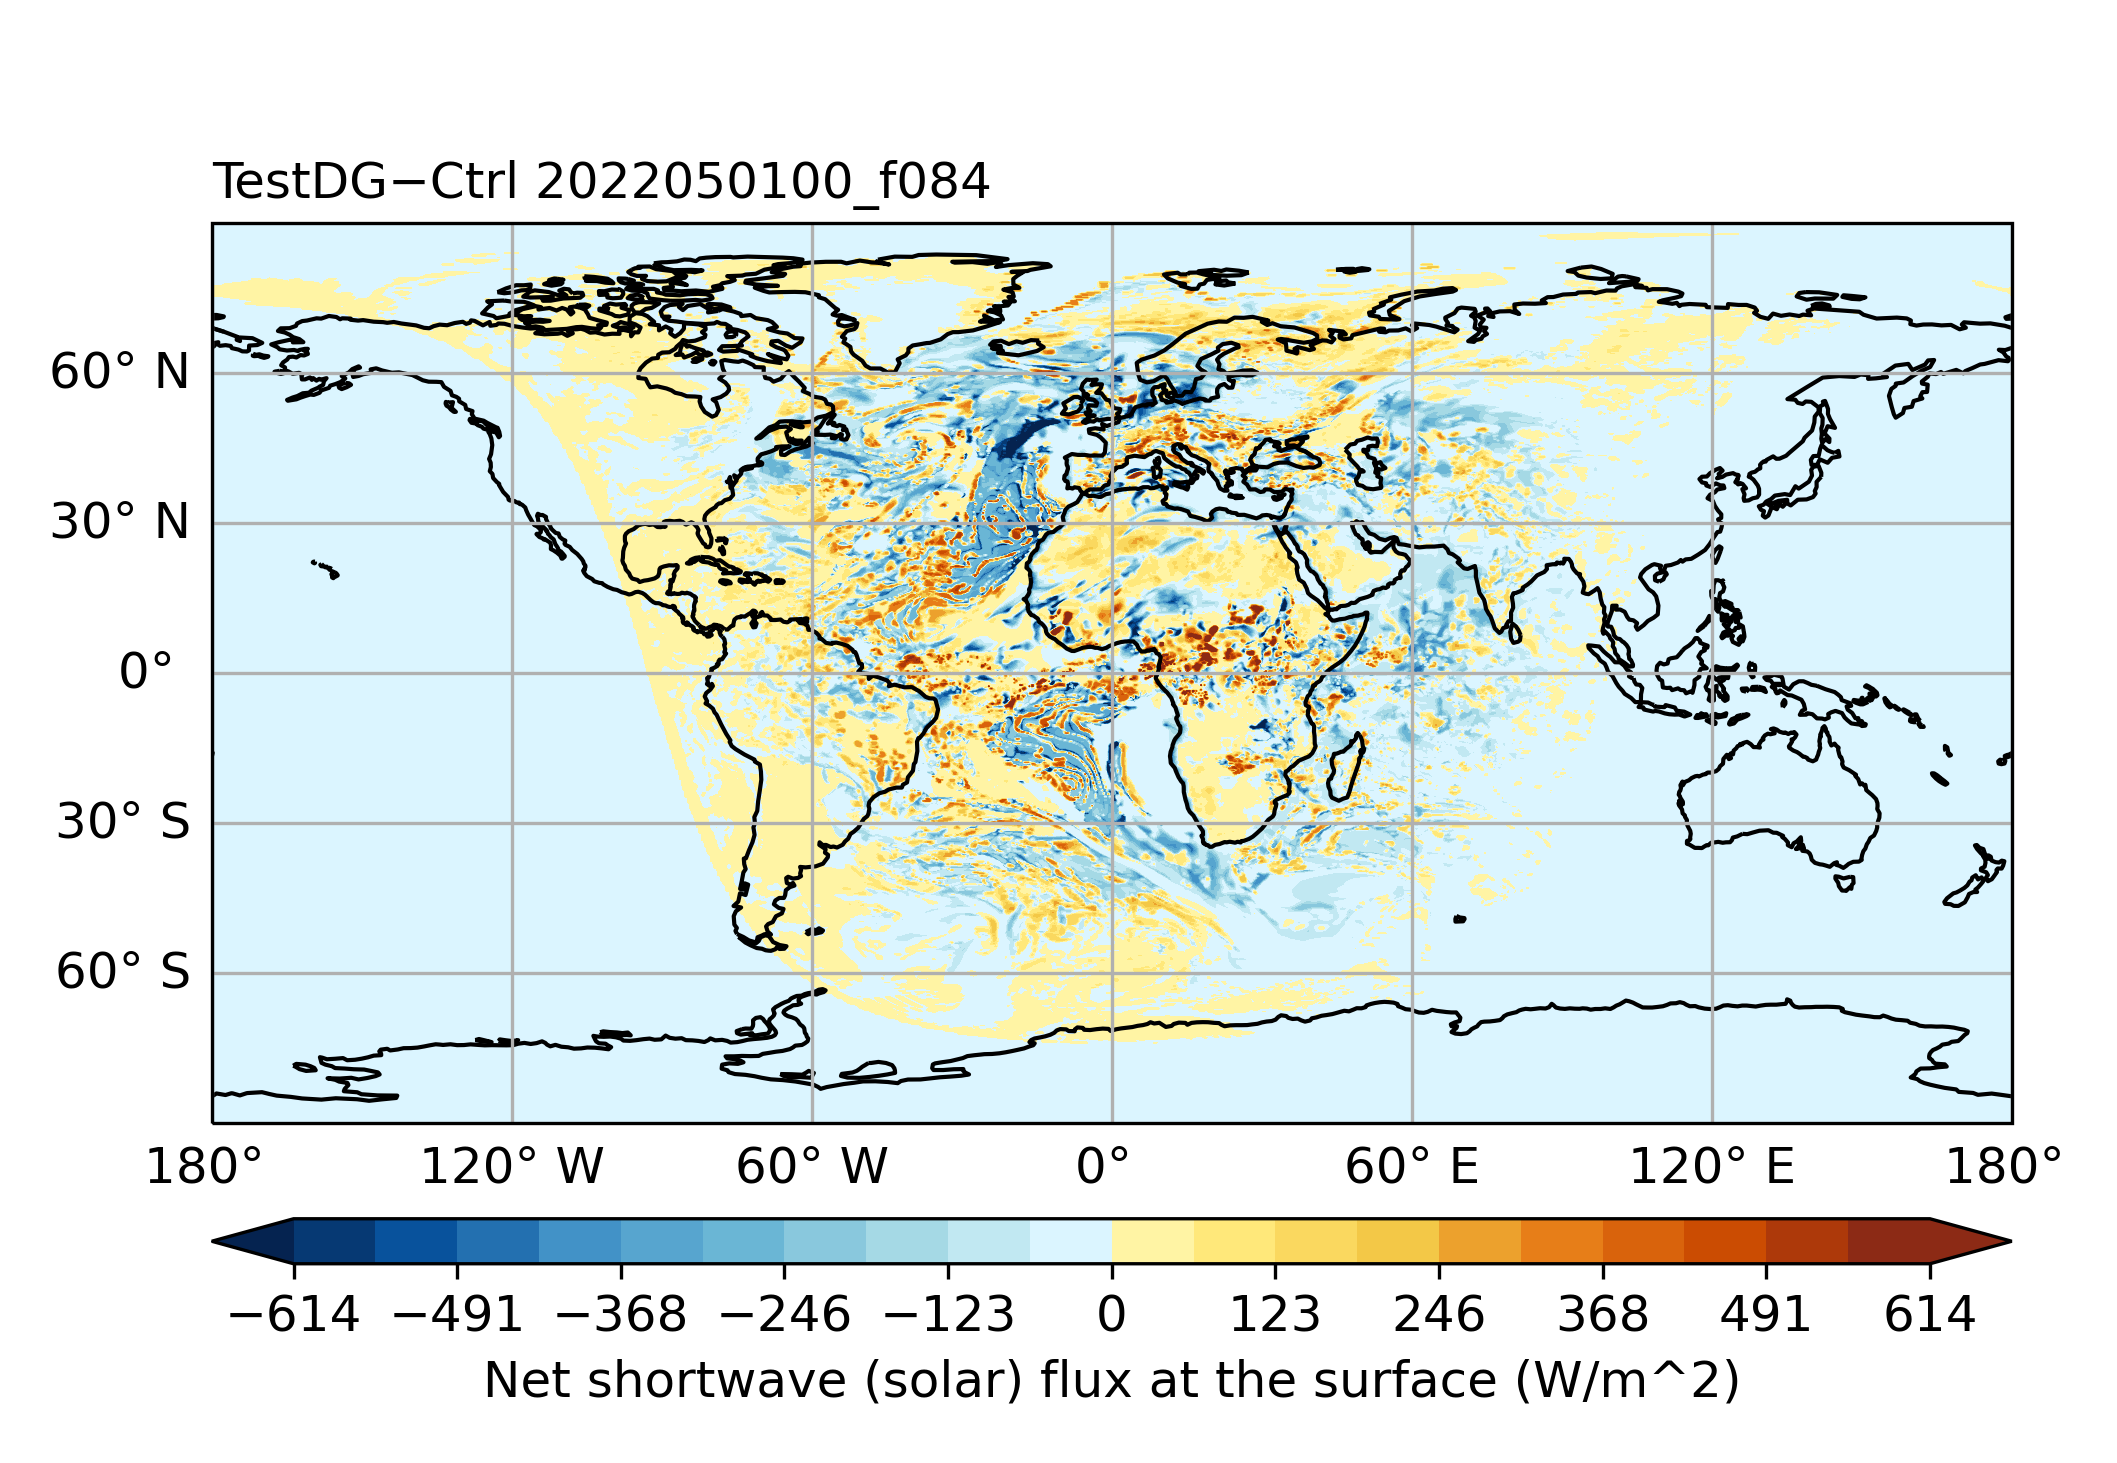 TestDG−Ctrl 2022050100_f084
60° N
30° N
0°
30° S
60° S
180° 120° W 60° W 0° 60° E 120° E 180°
−614 −491 −368 −246 −123 0 123 246 368 491 614
Net shortwave (solar) flux at the surface (W/m^2)